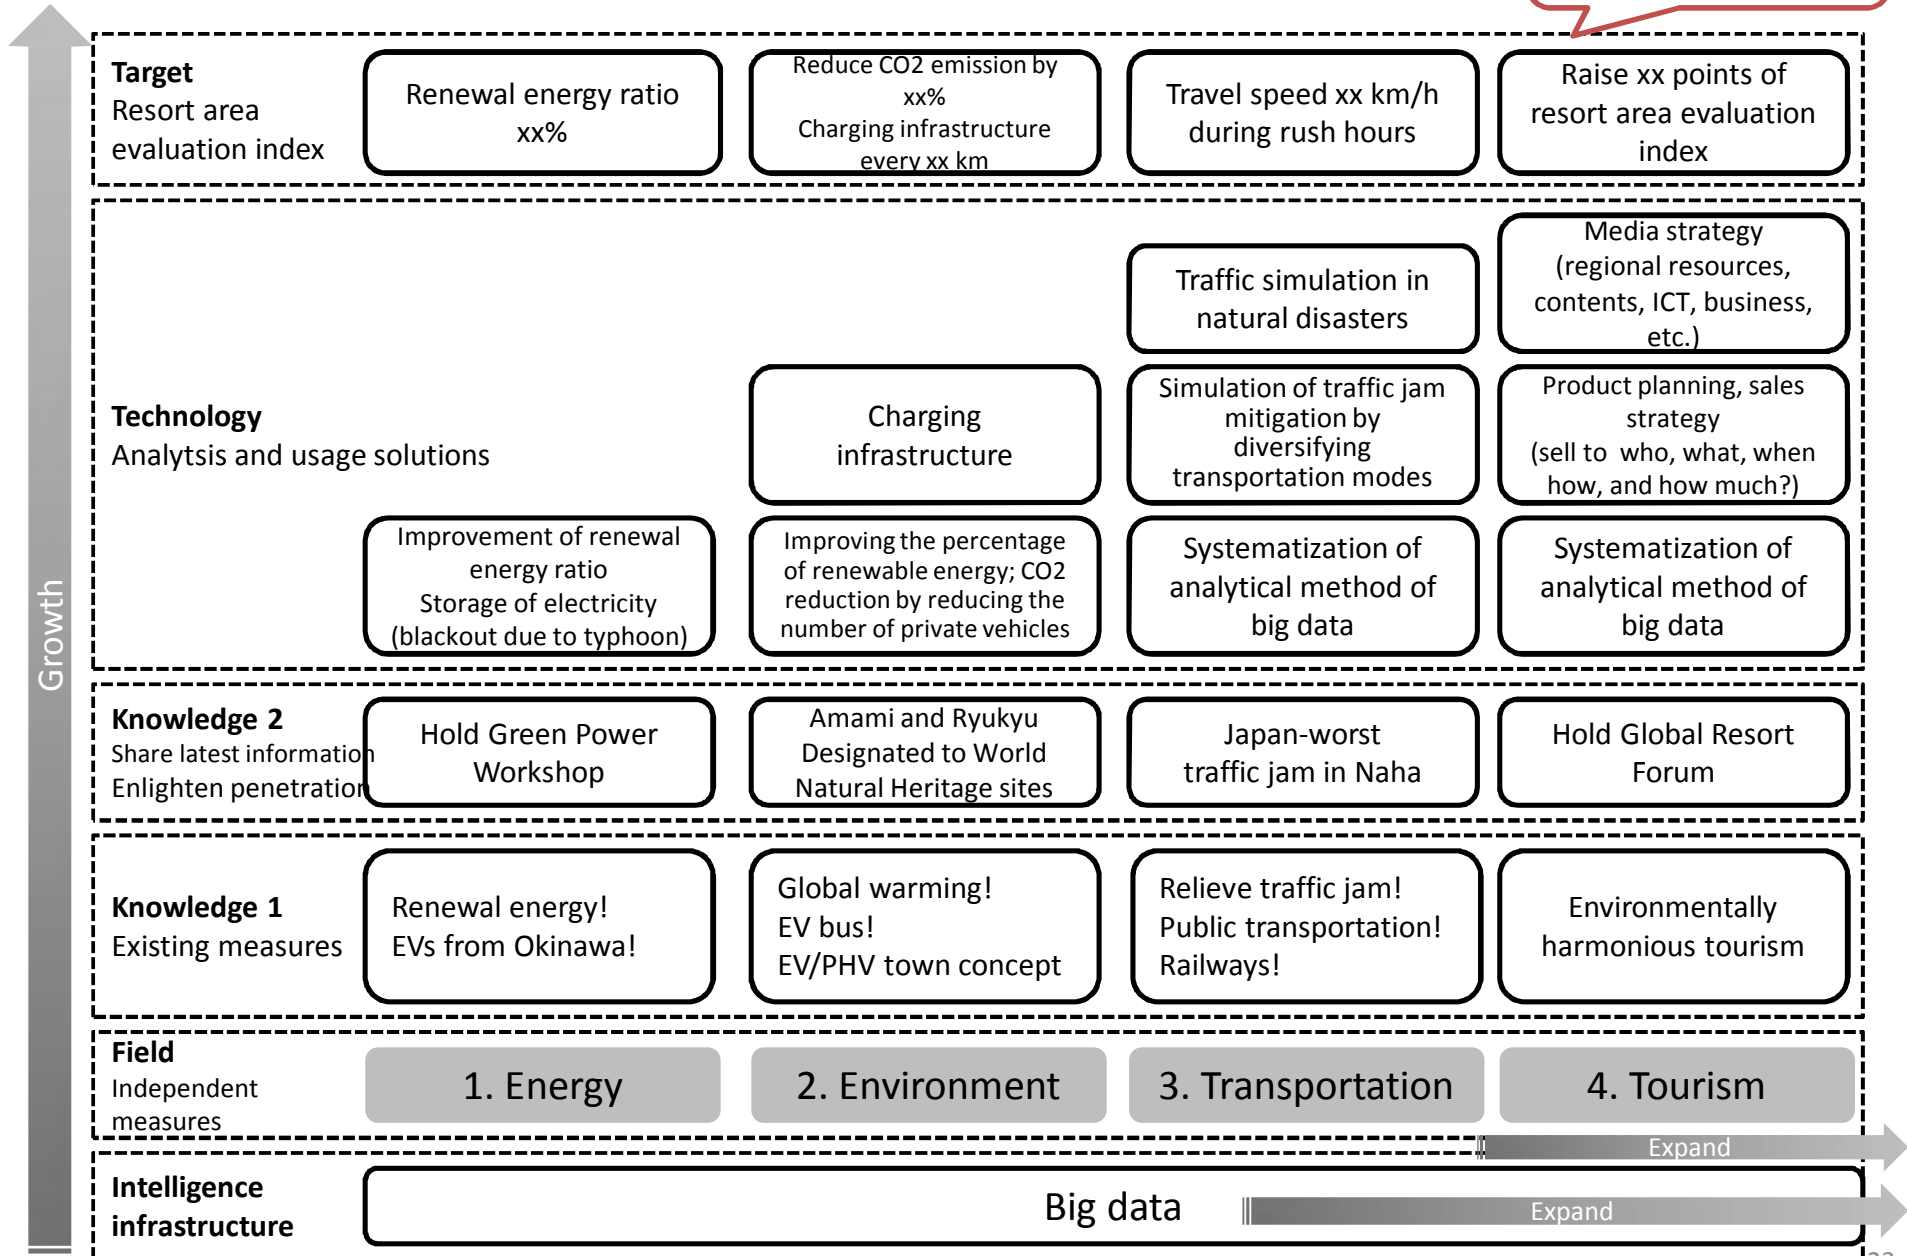 Target
Resort area
evaluation index
Renewal energy ratio
xx%
Reduce CO2 emission by
xx%
Charging infrastructure
every xx km
Travel speed xx km/h
during rush hours
Raise xx points of
resort area evaluation
index
Technology
Analytsis and usage solutions
Traffic simulation in
natural disasters
Media strategy
(regional resources,
contents, ICT, business,
etc.)
Charging
infrastructure
Simulation of traffic jam
mitigation by
diversifying
transportation modes
Product planning, sales
strategy
(sell to who, what, when
how, and how much?)
Improvement of renewal
energy ratio
Storage of electricity
(blackout due to typhoon)
Improving the percentage
of renewable energy; CO2
reduction by reducing the
number of private vehicles
Systematization of
analytical method of
big data
Systematization of
analytical method of
big data
Growth
Knowledge 2
Share latest information
Enlighten penetration
Hold Green Power
Workshop
Amami and Ryukyu
Designated to World
Natural Heritage sites
Japan-worst
traffic jam in Naha
Hold Global Resort
Forum
Knowledge 1
Existing measures
Renewal energy!
EVs from Okinawa!
Global warming!
EV bus!
EV/PHV town concept
Relieve traffic jam!
Public transportation!
Railways!
Environmentally
harmonious tourism
Field
Independent
measures
1. Energy
2. Environment
3. Transportation
4. Tourism
Expand
Intelligence
infrastructure
Big data
Expand